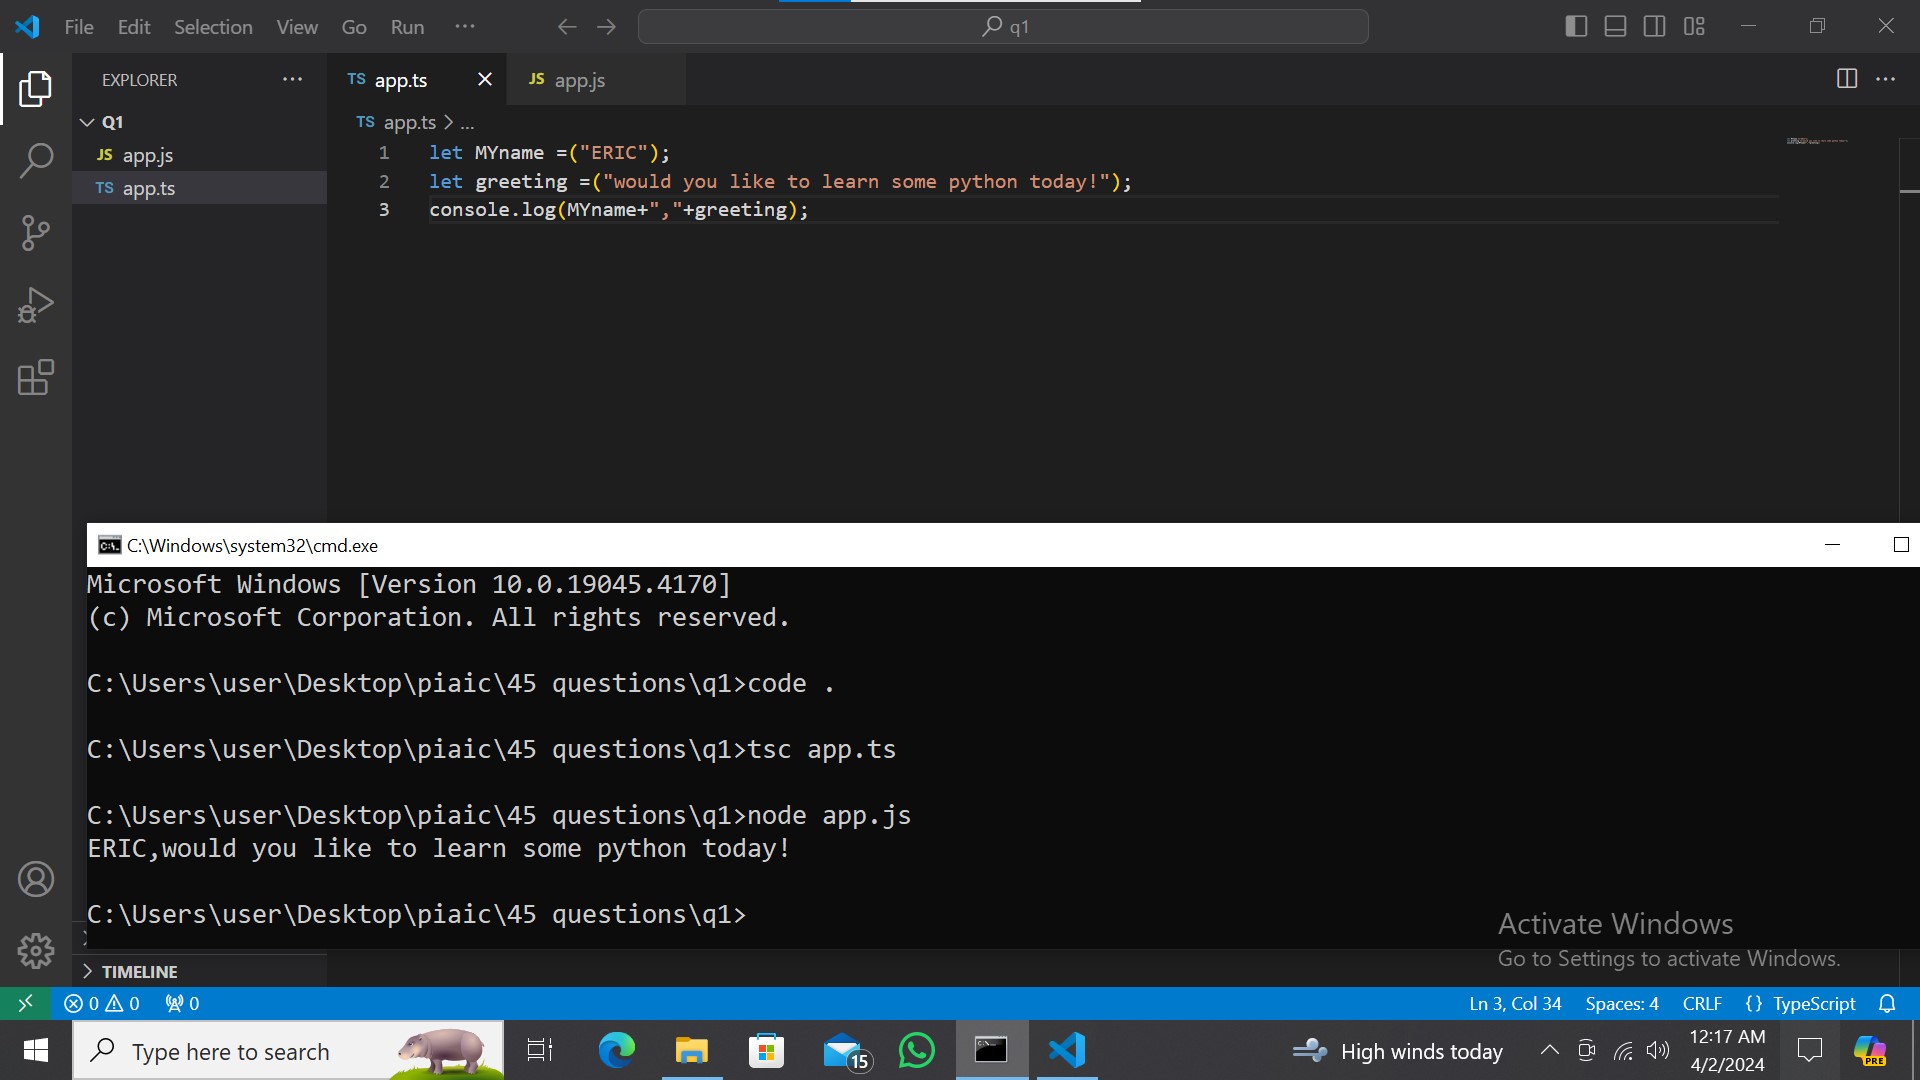 File Edit Selection View Go Run ··· q1
EXPLORER ···
TS app.ts
JS app.js
Q1
JS app.js
TS app.ts
TS app.ts > ...
1 let MYname =("ERIC");
2 let greeting =("would you like to learn some python today!");
3 console.log(MYname+","+greeting);
C:\Windows\system32\cmd.exe
Microsoft Windows [Version 10.0.19045.4170]
(c) Microsoft Corporation. All rights reserved.
C:\Users\user\Desktop\piaic\45 questions\q1>code .
C:\Users\user\Desktop\piaic\45 questions\q1>tsc app.ts
C:\Users\user\Desktop\piaic\45 questions\q1>node app.js
ERIC,would you like to learn some python today!
C:\Users\user\Desktop\piaic\45 questions\q1>
Activate Windows
Go to Settings to activate Windows.
TIMELINE
0 0 0 Ln 3, Col 34 Spaces: 4 CRLF {} TypeScript
Type here to search
15
High winds today
12:17 AM
4/2/2024
PRE